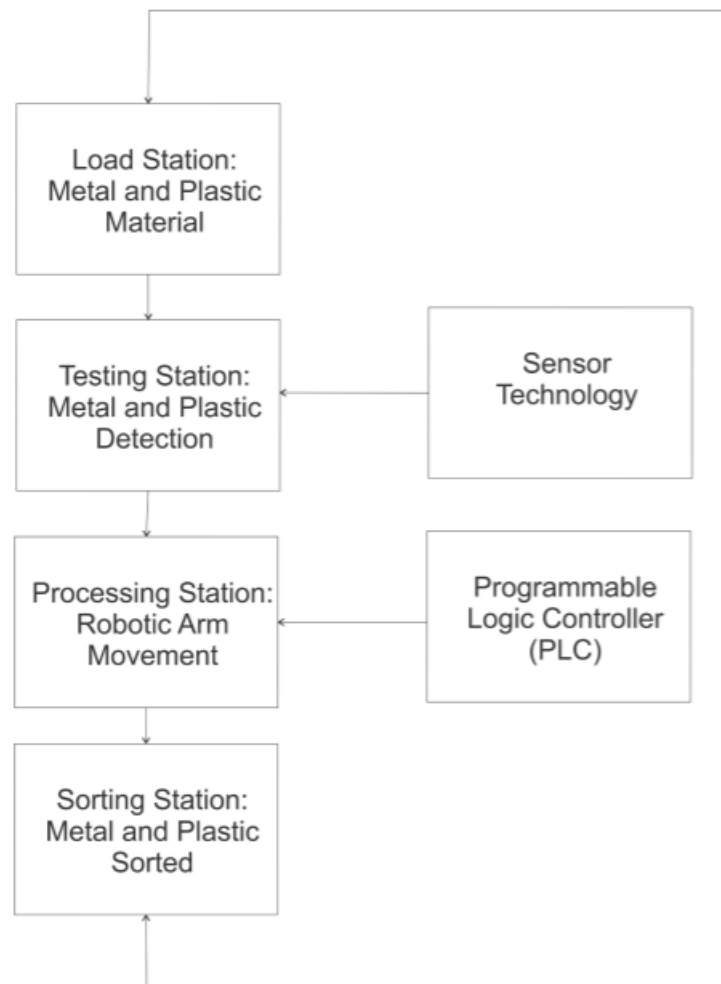 Load Station:
Metal and Plastic
Material
Testing Station:
Metal and Plastic
Detection
Sensor
Technology
Processing Station:
Robotic Arm
Movement
Programmable
Logic Controller
(PLC)
Sorting Station:
Metal and Plastic
Sorted